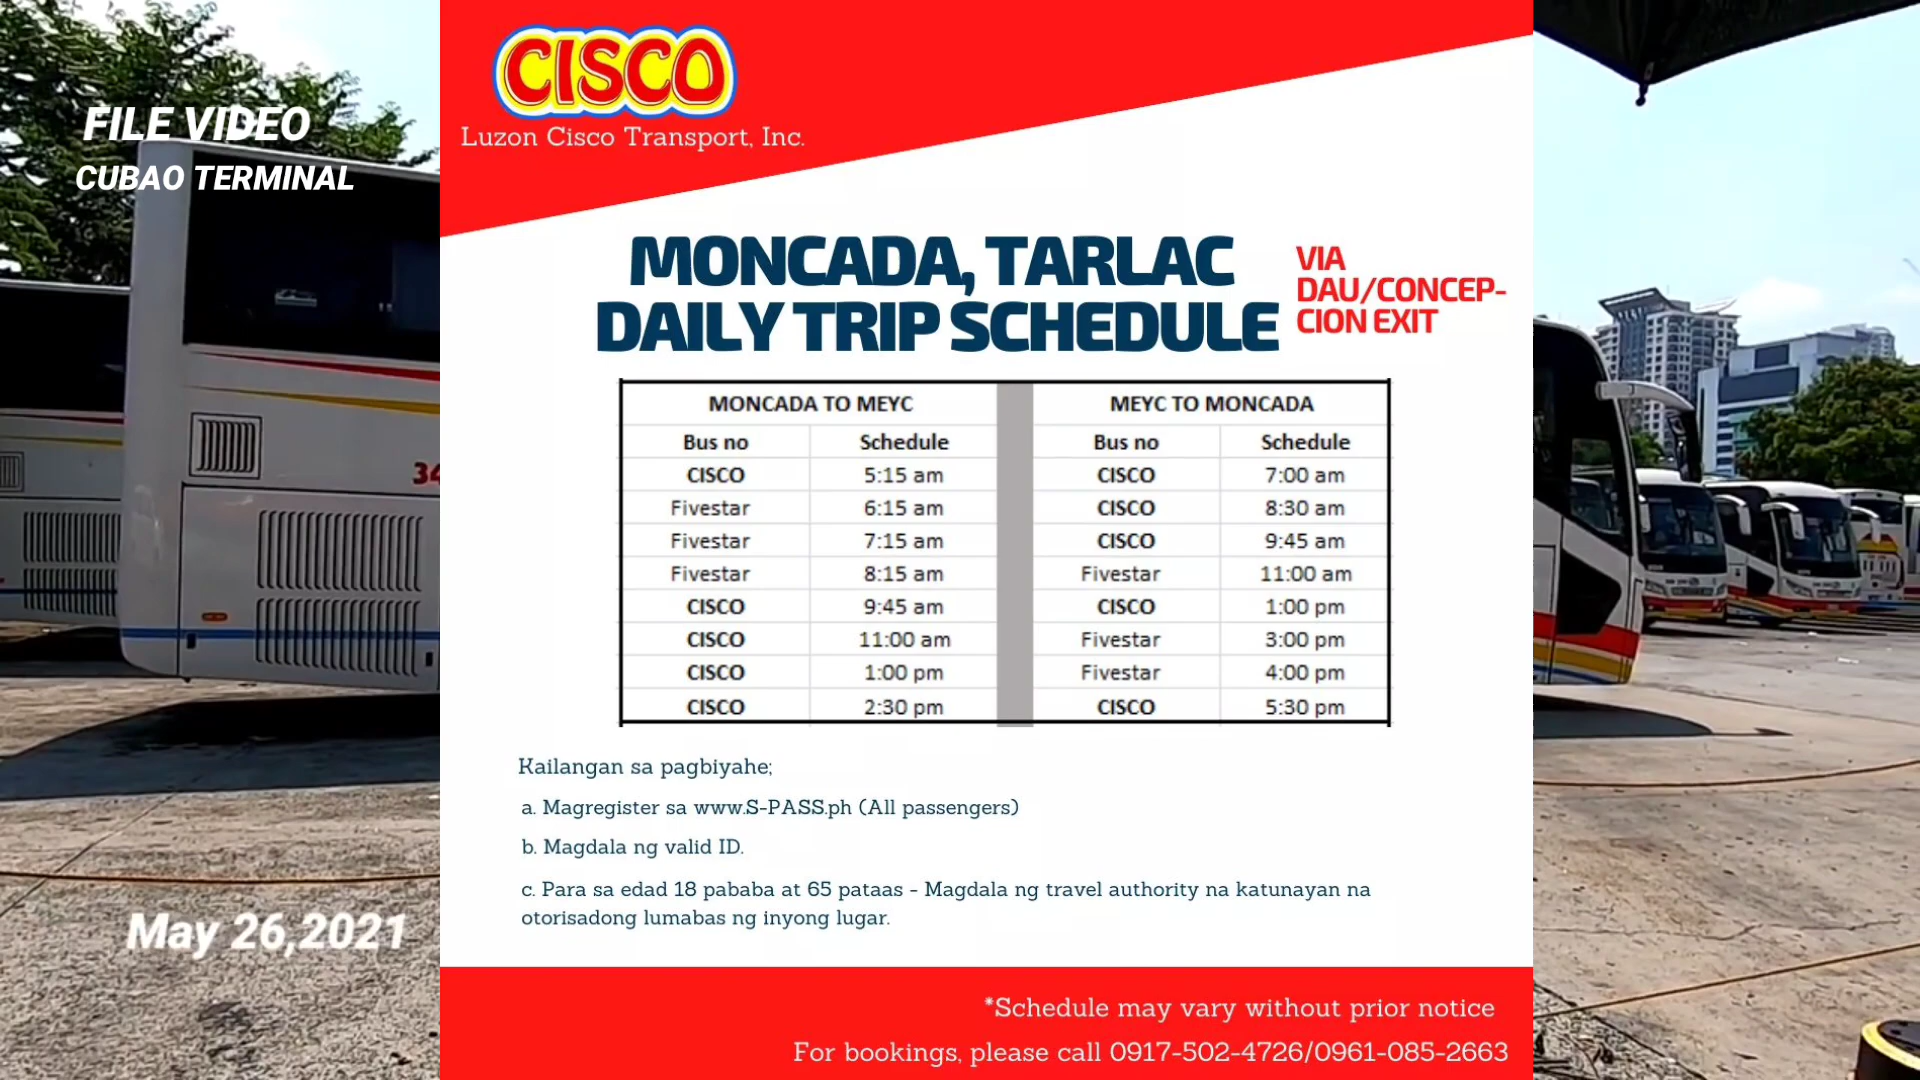 FILE VIDEO
CUBAO TERMINAL
CISCO
Luzon Cisco Transport, Inc.
MONCADA, TARLAC
DAILY TRIP SCHEDULE
VIA
DAU/CONCEP-
CION EXIT
MONCADA TO MEYC MEYC TO MONCADA
Bus no Schedule Bus no Schedule
CISCO 5:15 am CISCO 7:00 am
Fivestar 6:15 am CISCO 8:30 am
Fivestar 7:15 am CISCO 9:45 am
Fivestar 8:15 am Fivestar 11:00 am
CISCO 9:45 am CISCO 1:00 pm
CISCO 11:00 am Fivestar 3:00 pm
CISCO 1:00 pm Fivestar 4:00 pm
CISCO 2:30 pm CISCO 5:30 pm
Kailangan sa pagbiyahe;
a. Magregister sa www.S-PASS.ph (All passengers)
b. Magdala ng valid ID.
c. Para sa edad 18 pababa at 65 pataas - Magdala ng travel authority na katunayan na
otorisadong lumabas ng inyong lugar.
*Schedule may vary without prior notice
For bookings, please call 0917-502-4726/0961-085-2663
34
May 26,2021